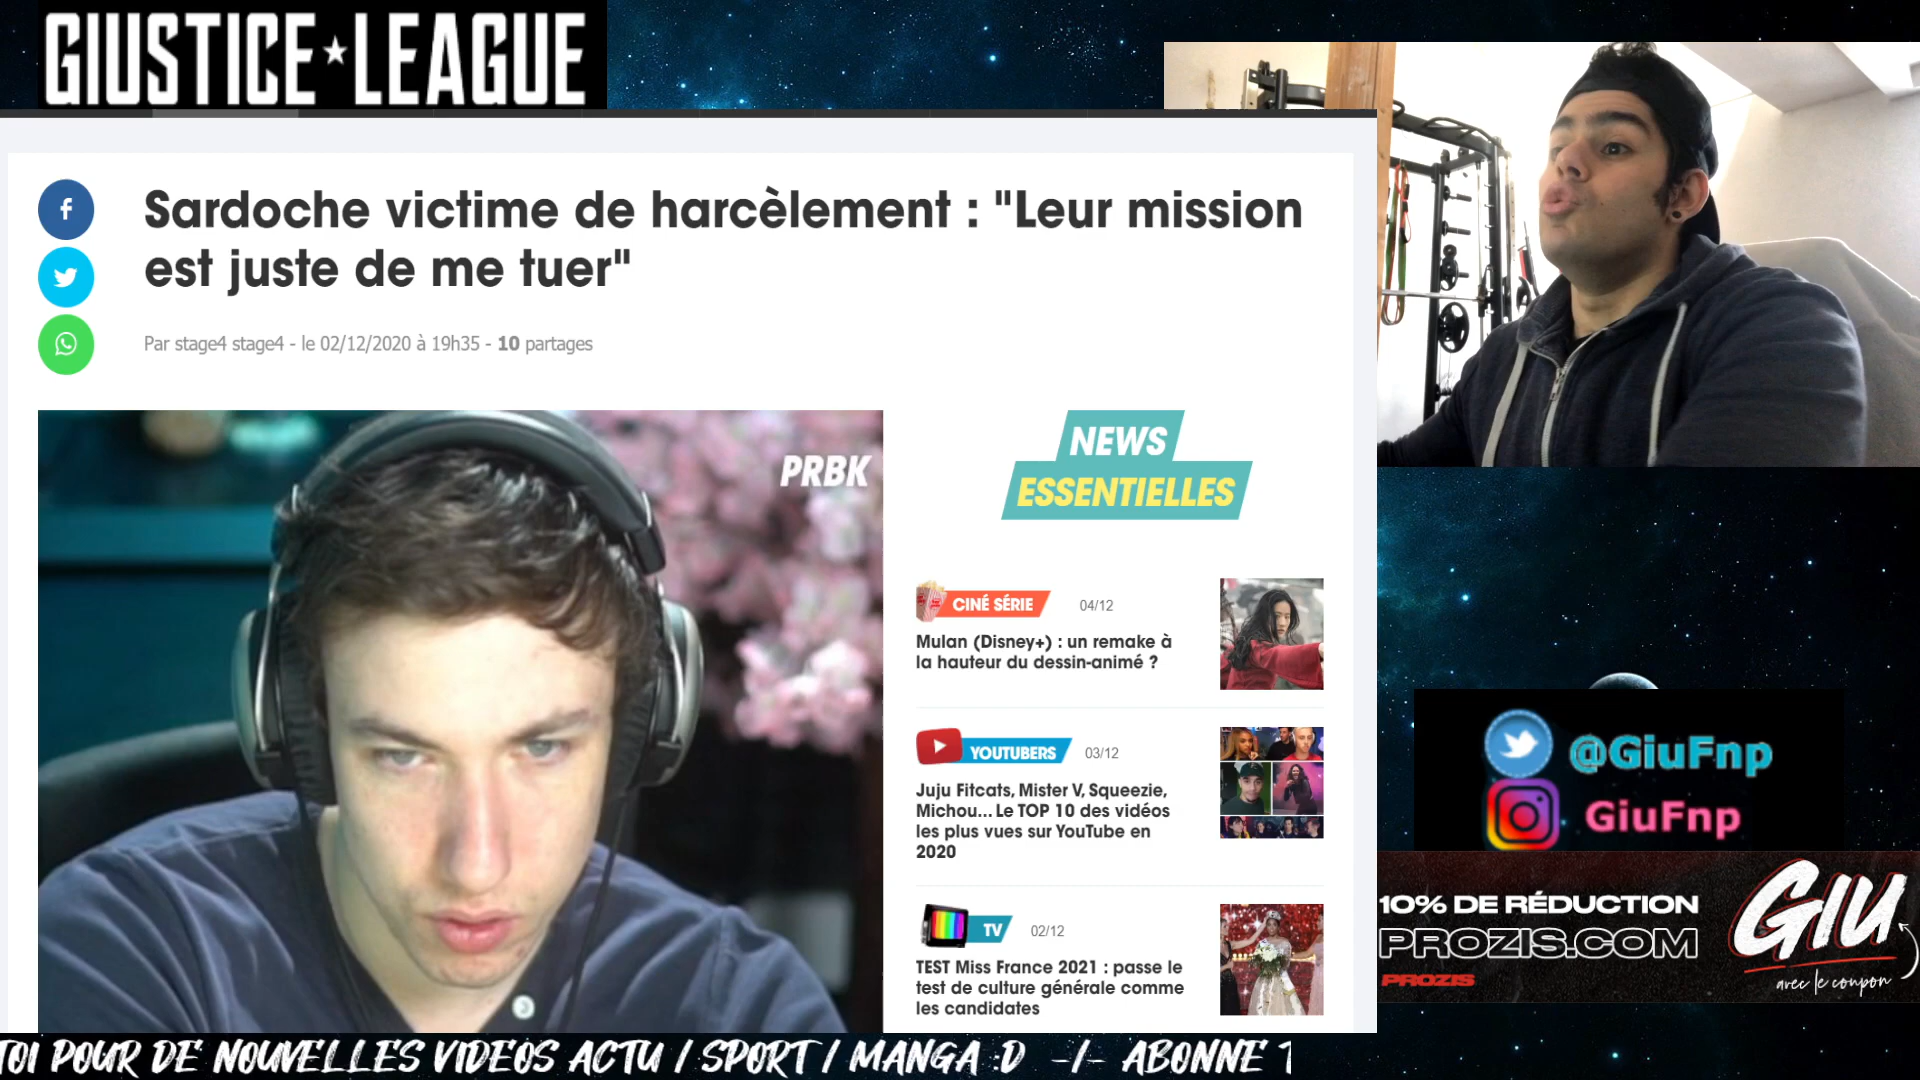 GIUSTICE★LEAGUE
Sardoche victime de harcèlement : "Leur mission
est juste de me tuer"
Par stage4 stage4 - le 02/12/2020 à 19h35 - 10 partages
PRBK
NEWS
ESSENTIELLES
CINÉ SÉRIE 04/12
Mulan (Disney+) : un remake à
la hauteur du dessin-animé ?
YOUTUBERS 03/12
Juju Fitcats, Mister V, Squeezie,
Michou... Le TOP 10 des vidéos
les plus vues sur YouTube en
2020
TV 02/12
TEST Miss France 2021 : passe le
test de culture générale comme
les candidates
@GiuFnp
GiuFnp
10% DE RÉDUCTION
PROZIS.COM
PROZIS
GIU
avec le coupon
TOI POUR DE NOUVELLES VIDEOS ACTU / SPORT / MANGA :D -/- ABONNE T